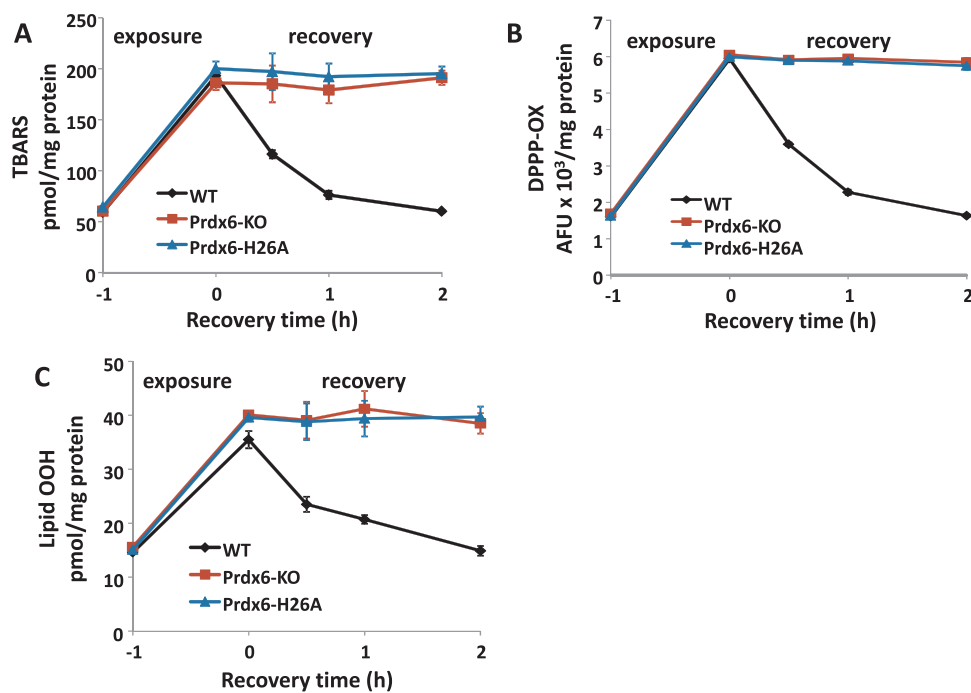 A
exposure
recovery
TBARS
pmol/mg protein
250
200
150
100
50
0
WT
Prdx6-KO
Prdx6-H26A
-1
0
1
2
Recovery time (h)
B
exposure
recovery
DPPP-OX
AFU x 10³/mg protein
7
6
5
4
3
2
1
0
WT
Prdx6-KO
Prdx6-H26A
-1
0
1
2
Recovery time (h)
C
exposure
recovery
Lipid OOH
pmol/mg protein
50
40
30
20
10
0
WT
Prdx6-KO
Prdx6-H26A
-1
0
1
2
Recovery time (h)